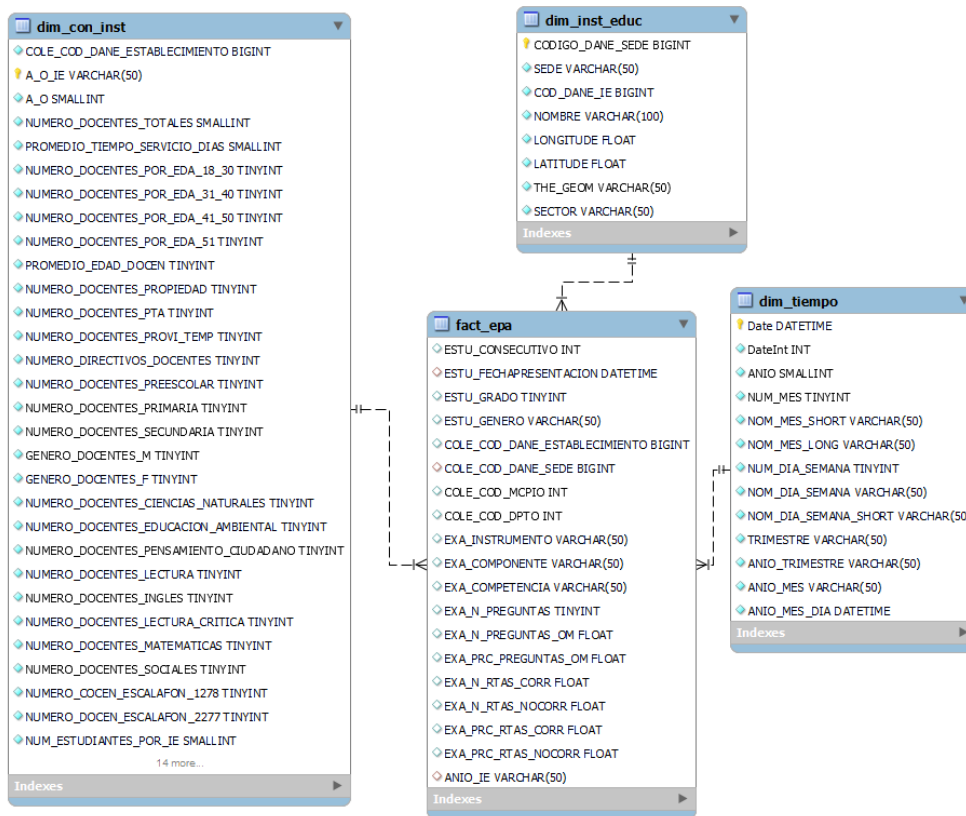 dim_con_inst
COLE_COD_DANE_ESTABLECIMIENTO BIGINT
A_O_IE VARCHAR(50)
A_O SMALLINT
NUMERO_DOCENTES_TOTALES SMALLINT
PROMEDIO_TIEMPO_SERVICIO_DIAS SMALLINT
NUMERO_DOCENTES_POR_EDA_18_30 TINYINT
NUMERO_DOCENTES_POR_EDA_31_40 TINYINT
NUMERO_DOCENTES_POR_EDA_41_50 TINYINT
NUMERO_DOCENTES_POR_EDA_51 TINYINT
PROMEDIO_EDAD_DOCEN TINYINT
NUMERO_DOCENTES_PROPIEDAD TINYINT
NUMERO_DOCENTES_PTA TINYINT
NUMERO_DOCENTES_PROVI_TEMP TINYINT
NUMERO_DIRECTIVOS_DOCENTES TINYINT
NUMERO_DOCENTES_PREESCOLAR TINYINT
NUMERO_DOCENTES_PRIMARIA TINYINT
NUMERO_DOCENTES_SECUNDARIA TINYINT
GENERO_DOCENTES_M TINYINT
GENERO_DOCENTES_F TINYINT
NUMERO_DOCENTES_CIENCIAS_NATURALES TINYINT
NUMERO_DOCENTES_EDUCACION_AMBIENTAL TINYINT
NUMERO_DOCENTES_PENSAMIENTO_CIUDADANO TINYINT
NUMERO_DOCENTES_LECTURA TINYINT
NUMERO_DOCENTES_INGLES TINYINT
NUMERO_DOCENTES_LECTURA_CRITICA TINYINT
NUMERO_DOCENTES_MATEMATICAS TINYINT
NUMERO_DOCENTES_SOCIALES TINYINT
NUMERO_COCEN_ESCALAFON_1278 TINYINT
NUMERO_DOCEN_ESCALAFON_2277 TINYINT
NUM_ESTUDIANTES_POR_IE SMALLINT
14 more...
Indexes
dim_inst_educ
CODIGO_DANE_SEDE BIGINT
SEDE VARCHAR(50)
COD_DANE_IE BIGINT
NOMBRE VARCHAR(100)
LONGITUDE FLOAT
LATITUDE FLOAT
THE_GEOM VARCHAR(50)
SECTOR VARCHAR(50)
Indexes
fact_epa
ESTU_CONSECUTIVO INT
ESTU_FECHAPRESENTACION DATETIME
ESTU_GRADO TINYINT
ESTU_GENERO VARCHAR(50)
COLE_COD_DANE_ESTABLECIMIENTO BIGINT
COLE_COD_DANE_SEDE BIGINT
COLE_COD_MCPIO INT
COLE_COD_DPTO INT
EXA_INSTRUMENTO VARCHAR(50)
EXA_COMPONENTE VARCHAR(50)
EXA_COMPETENCIA VARCHAR(50)
EXA_N_PREGUNTAS TINYINT
EXA_N_PREGUNTAS_OM FLOAT
EXA_PRC_PREGUNTAS_OM FLOAT
EXA_N_RTAS_CORR FLOAT
EXA_N_RTAS_NOCORR FLOAT
EXA_PRC_RTAS_CORR FLOAT
EXA_PRC_RTAS_NOCORR FLOAT
ANIO_IE VARCHAR(50)
Indexes
dim_tiempo
Date DATETIME
DateInt INT
ANIO SMALLINT
NUM_MES TINYINT
NOM_MES_SHORT VARCHAR(50)
NOM_MES_LONG VARCHAR(50)
NUM_DIA_SEMANA TINYINT
NOM_DIA_SEMANA VARCHAR(50)
NOM_DIA_SEMANA_SHORT VARCHAR(50
TRIMESTRE VARCHAR(50)
ANIO_TRIMESTRE VARCHAR(50)
ANIO_MES VARCHAR(50)
ANIO_MES_DIA DATETIME
Indexes